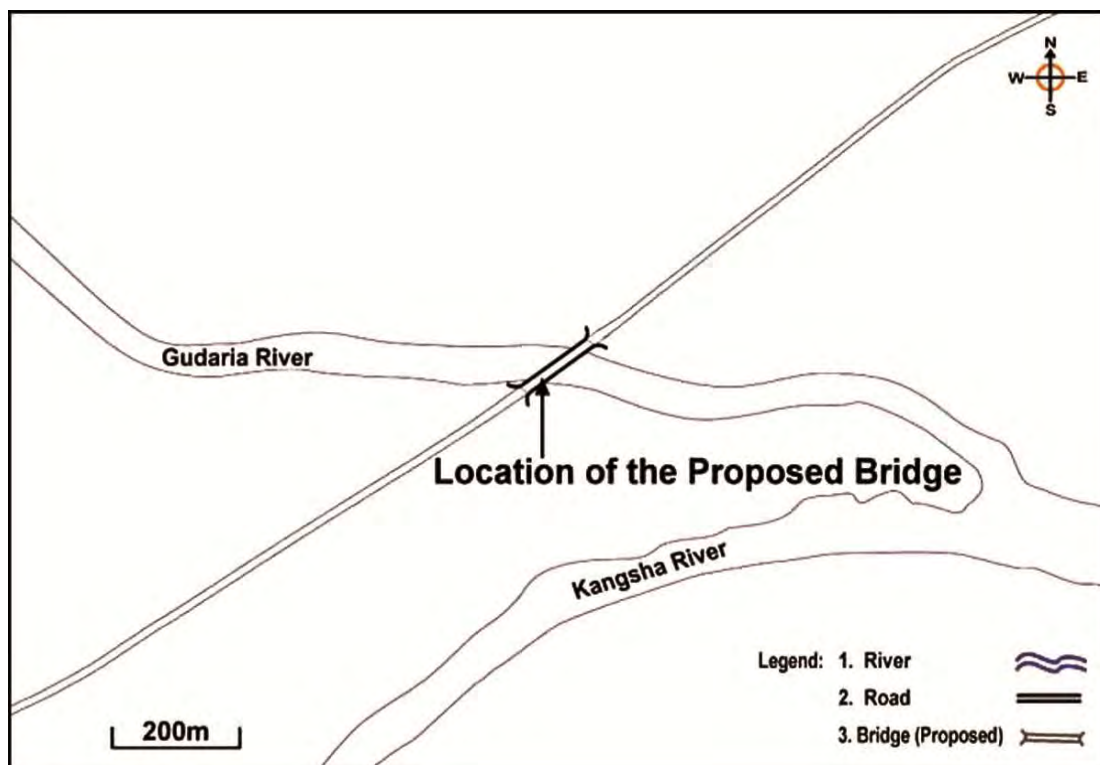 N
W E
S
Gudaria River
Location of the Proposed Bridge
Kangsha River
Legend: 1. River
2. Road
3. Bridge (Proposed)
200m